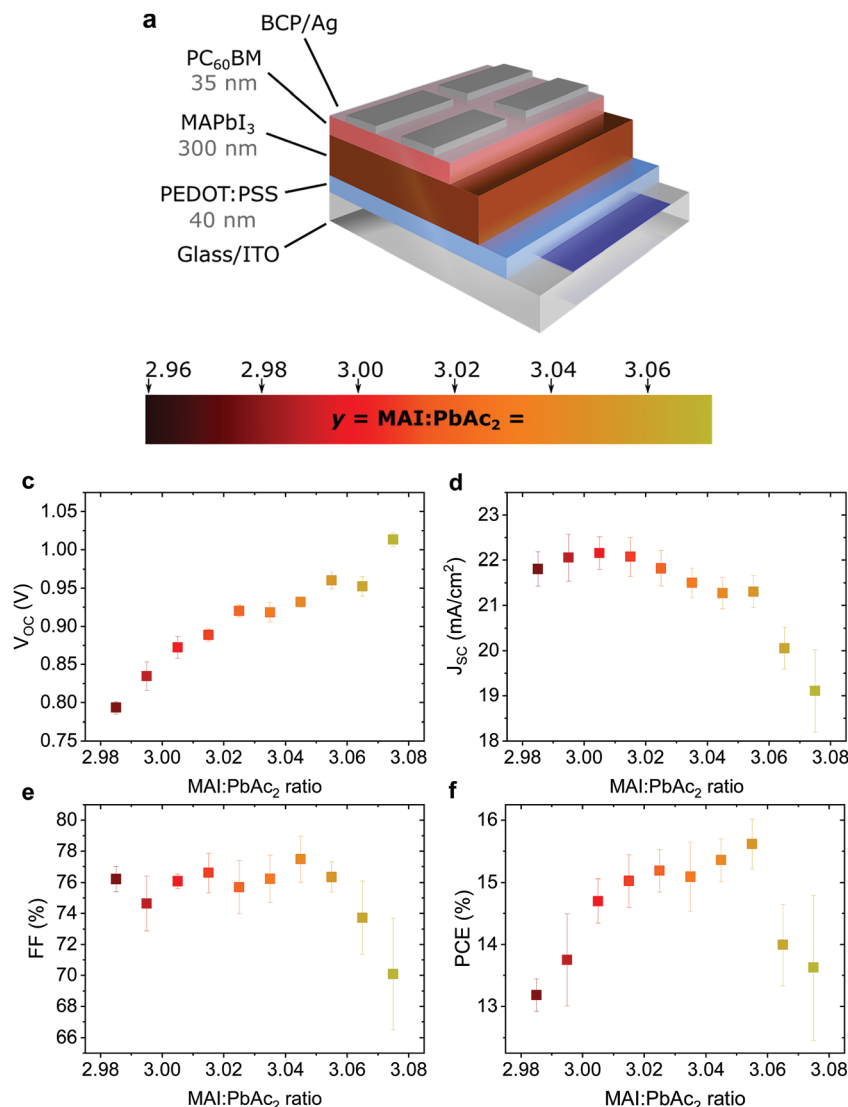 a
BCP/Ag
PC₆₀BM
35 nm
MAPbI₃
300 nm
PEDOT:PSS
40 nm
Glass/ITO
2.96 2.98 3.00 3.02 3.04 3.06
y = MAI:PbAc₂ =
c
1.05
1.00
0.95
0.90
0.85
0.80
0.75
V_OC (V)
2.98 3.00 3.02 3.04 3.06 3.08
MAI:PbAc₂ ratio
d
23
22
21
20
19
18
J_SC (mA/cm²)
2.98 3.00 3.02 3.04 3.06 3.08
MAI:PbAc₂ ratio
e
80
78
76
74
72
70
68
66
FF (%)
2.98 3.00 3.02 3.04 3.06 3.08
MAI:PbAc₂ ratio
f
16
15
14
13
PCE (%)
2.98 3.00 3.02 3.04 3.06 3.08
MAI:PbAc₂ ratio